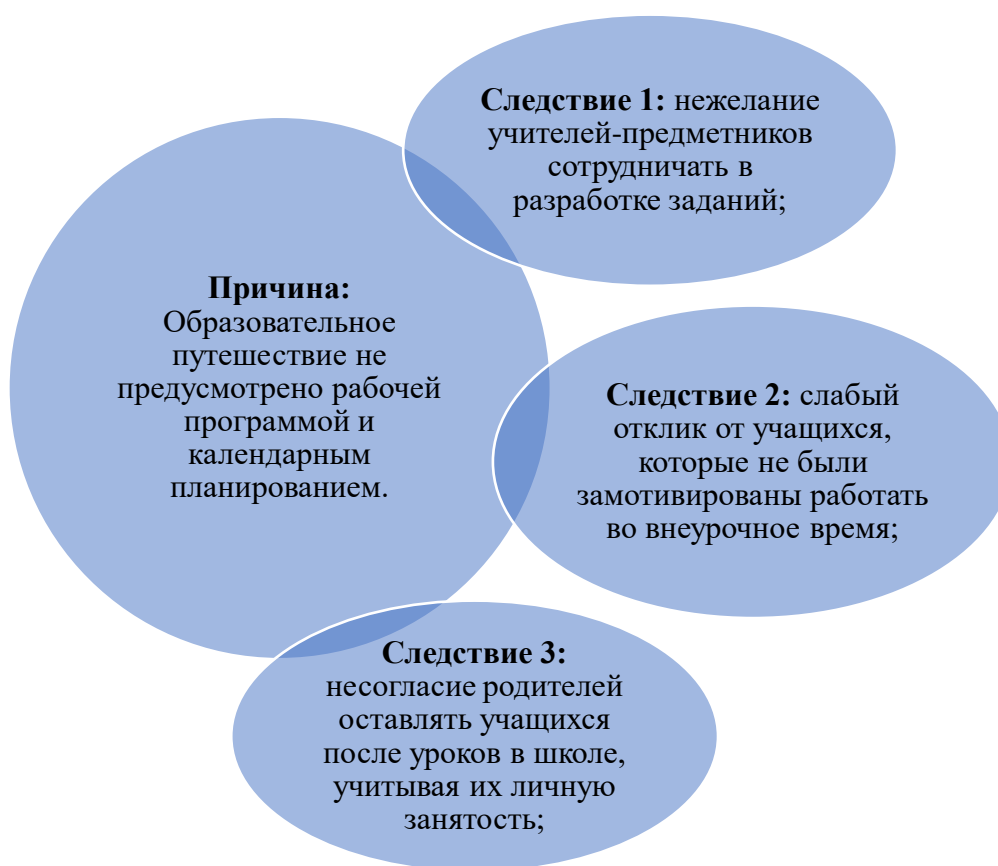 Причина:
Образовательное
путешествие не
предусмотрено рабочей
программой и
календарным
планированием.
Следствие 1: нежелание
учителей-предметников
сотрудничать в
разработке заданий;
Следствие 2: слабый
отклик от учащихся,
которые не были
замотивированы работать
во внеурочное время;
Следствие 3:
несогласие родителей
оставлять учащихся
после уроков в школе,
учитывая их личную
занятость;